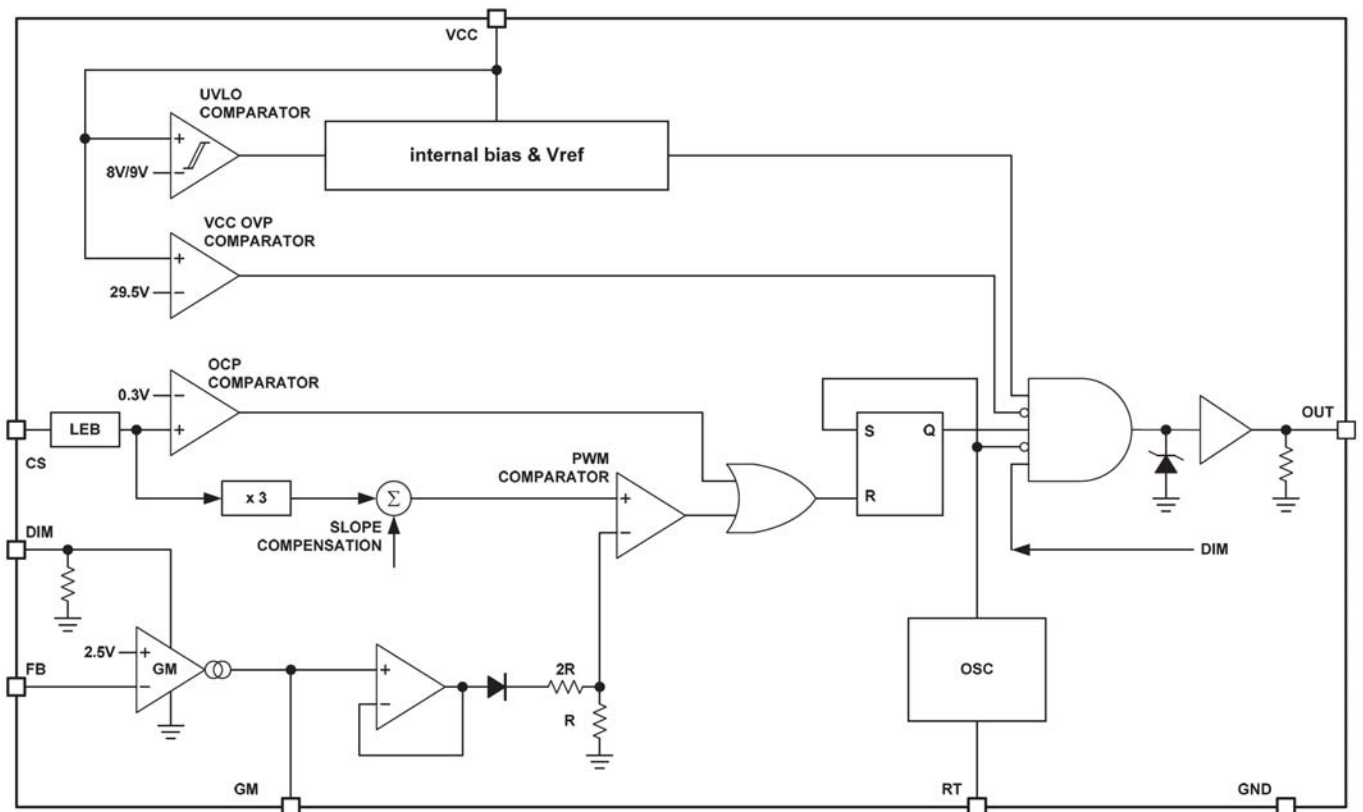 VCC
UVLO
COMPARATOR
+
8V/9V
−
internal bias & Vref
VCC OVP
COMPARATOR
+
29.5V
−
OCP
COMPARATOR
0.3V
−
+
LEB
CS
x 3
Σ
SLOPE
COMPENSATION
PWM
COMPARATOR
+
−
S
Q
R
OUT
DIM
DIM
2.5V
+
GM
−
FB
+
−
2R
R
OSC
GM
RT
GND